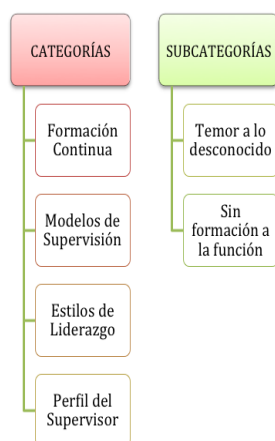 CATEGORÍAS
Formación
Continua
Modelos de
Supervisión
Estilos de
Liderazgo
Perfil del
Supervisor
SUBCATEGORÍAS
Temor a lo
desconocido
Sin
formación a
la función